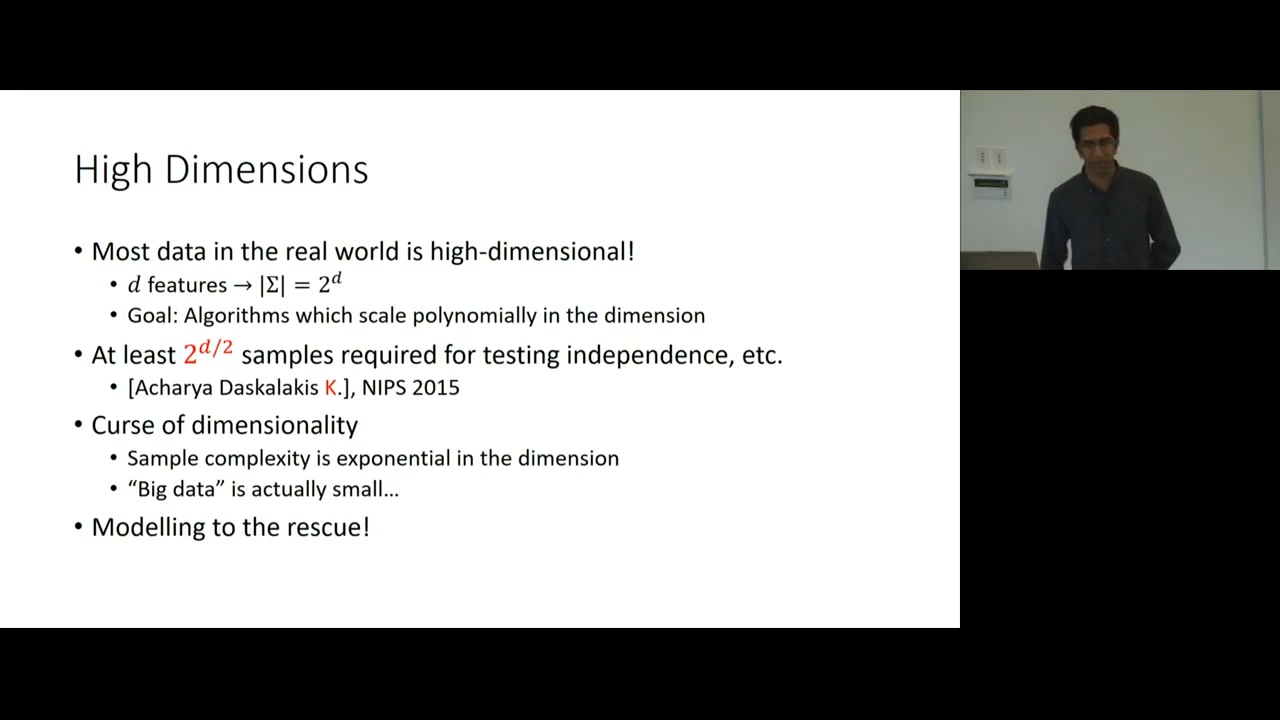 High Dimensions
• Most data in the real world is high-dimensional!
• d features → |Σ| = 2^d
• Goal: Algorithms which scale polynomially in the dimension
• At least 2^{d/2} samples required for testing independence, etc.
• [Acharya Daskalakis K.], NIPS 2015
• Curse of dimensionality
• Sample complexity is exponential in the dimension
• “Big data” is actually small…
• Modelling to the rescue!